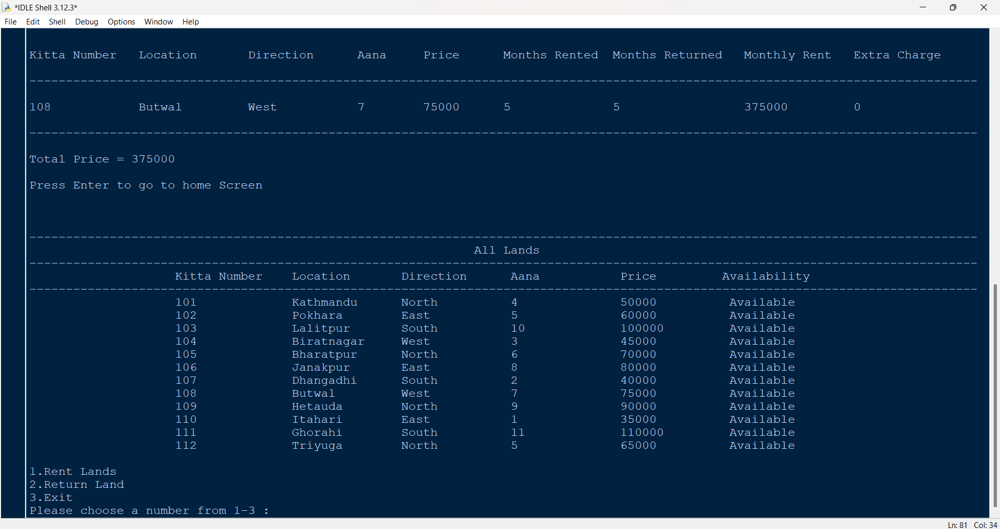 *IDLE Shell 3.12.3*
File Edit Shell Debug Options Window Help
Kitta Number Location Direction Aana Price Months Rented Months Returned Monthly Rent Extra Charge
----------------------------------------------------------------------------------------------------------------------------------
108 Butwal West 7 75000 5 5 375000 0
----------------------------------------------------------------------------------------------------------------------------------
Total Price = 375000
Press Enter to go to home Screen
----------------------------------------------------------------------------------------------------------------------------------
All Lands
----------------------------------------------------------------------------------------------------------------------------------
Kitta Number Location Direction Aana Price Availability
----------------------------------------------------------------------------------------------------------------------------------
101 Kathmandu North 4 50000 Available
102 Pokhara East 5 60000 Available
103 Lalitpur South 10 100000 Available
104 Biratnagar West 3 45000 Available
105 Bharatpur North 6 70000 Available
106 Janakpur East 8 80000 Available
107 Dhangadhi South 2 40000 Available
108 Butwal West 7 75000 Available
109 Hetauda North 9 90000 Available
110 Itahari East 1 35000 Available
111 Ghorahi South 11 110000 Available
112 Triyuga North 5 65000 Available
1.Rent Lands
2.Return Land
3.Exit
Please choose a number from 1-3 :
Ln: 81 Col: 34